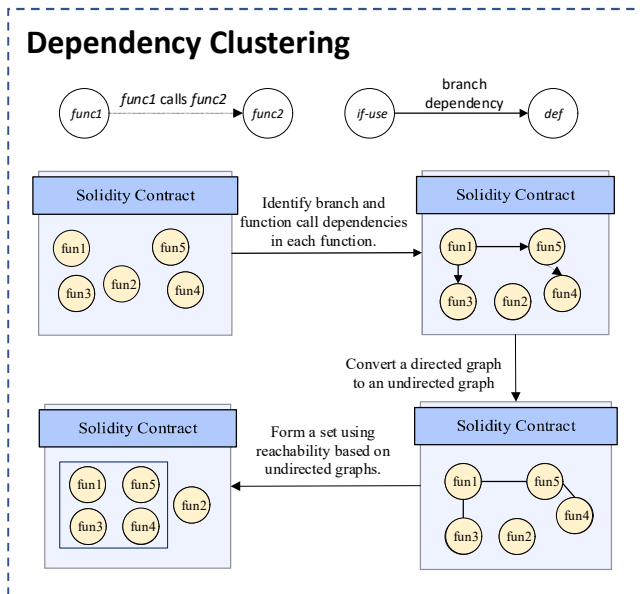 Dependency Clustering
func1
func1 calls func2
func2
if-use
branch
dependency
def
Solidity Contract
fun1
fun5
fun3
fun2
fun4
Identify branch and
function call dependencies
in each function.
Solidity Contract
fun1
fun5
fun3
fun2
fun4
Convert a directed graph
to an undirected graph
Solidity Contract
fun1
fun5
fun3
fun4
fun2
Form a set using
reachability based on
undirected graphs.
Solidity Contract
fun1
fun5
fun4
fun3
fun2